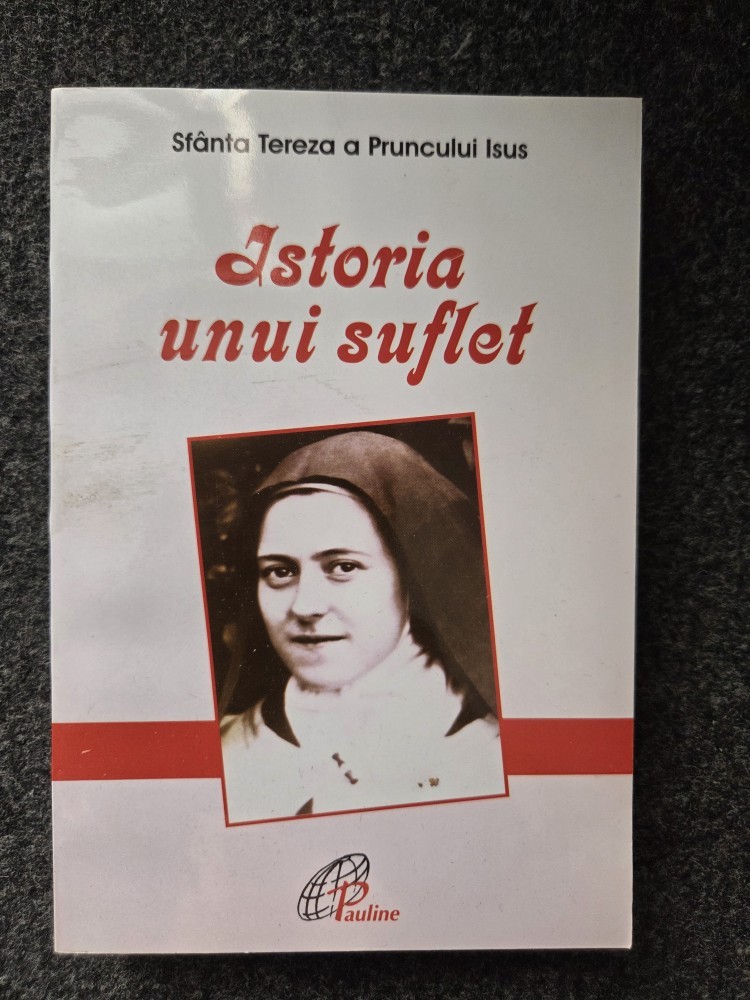 Sfânta Tereza a Pruncului Isus
Istoria
unui suflet
Pauline